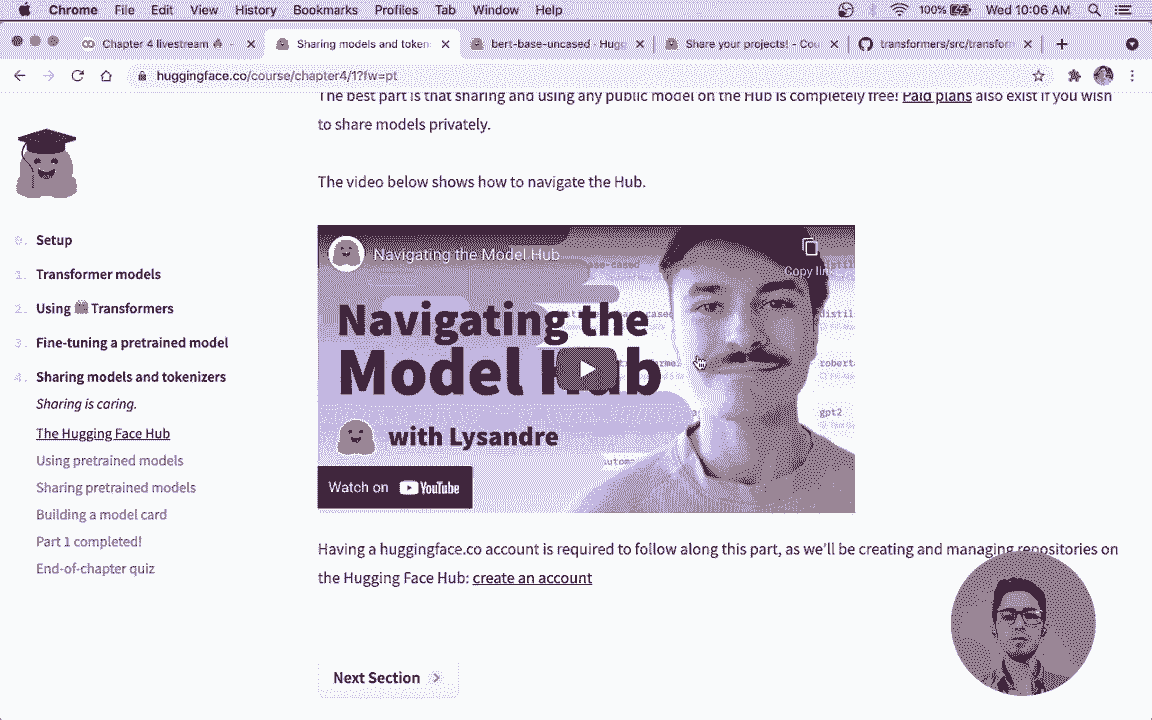 Chrome File Edit View History Bookmarks Profiles Tab Window Help 100% Wed 10:06 AM
Chapter 4 livestream 🔥 - Sharing models and token bert-base-uncased · Hugg Share your projects! - Cou transformers/src/transform
huggingface.co/course/chapter4/1?fw=pt
The best part is that sharing and using any public model on the Hub is completely free! Paid plans also exist if you wish
to share models privately.
The video below shows how to navigate the Hub.
0. Setup
1. Transformer models
2. Using 🤗 Transformers
3. Fine-tuning a pretrained model
4. Sharing models and tokenizers
Sharing is caring.
The Hugging Face Hub
Using pretrained models
Sharing pretrained models
Building a model card
Part 1 completed!
End-of-chapter quiz
Navigating the Model Hub
Copy link
Navigating the
Model Hub
with Lysandre
gpt2
Watch on YouTube
Having a huggingface.co account is required to follow along this part, as we'll be creating and managing repositories on
the Hugging Face Hub: create an account
Next Section